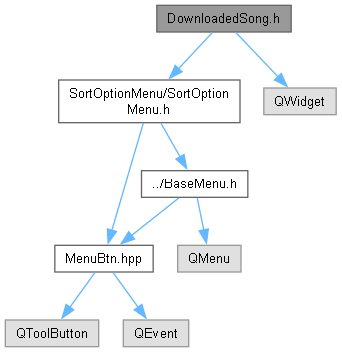 DownloadedSong.h
SortOptionMenu/SortOption
Menu.h
QWidget
../BaseMenu.h
MenuBtn.hpp
QMenu
QToolButton
QEvent